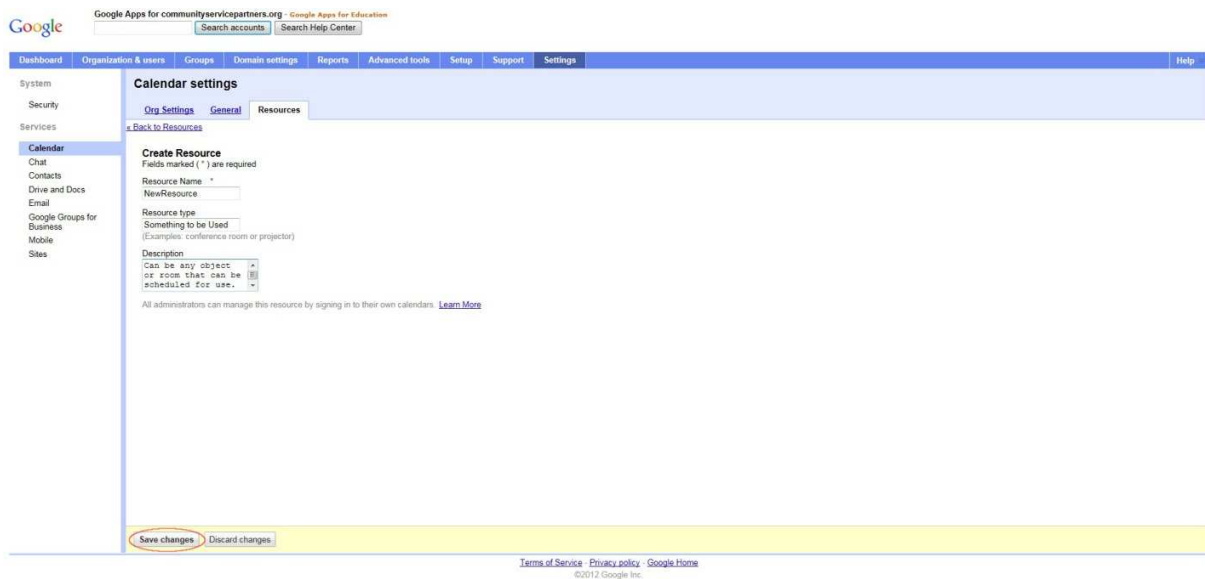 Google Apps for communityservicepartners.org - Google Apps for Education
Google
Search accounts Search Help Center
Dashboard Organization & users Groups Domain settings Reports Advanced tools Setup Support Settings Help
System
Security
Services
Calendar
Chat
Contacts
Drive and Docs
Email
Google Groups for
Business
Mobile
Sites
Calendar settings
Org Settings General Resources
« Back to Resources
Create Resource
Fields marked ( * ) are required
Resource Name *
NewResource
Resource type
Something to be Used
(Examples: conference room or projector)
Description
Can be any object
or room that can be
scheduled for use.
All administrators can manage this resource by signing in to their own calendars. Learn More
Save changes Discard changes
Terms of Service - Privacy policy - Google Home
©2012 Google Inc.